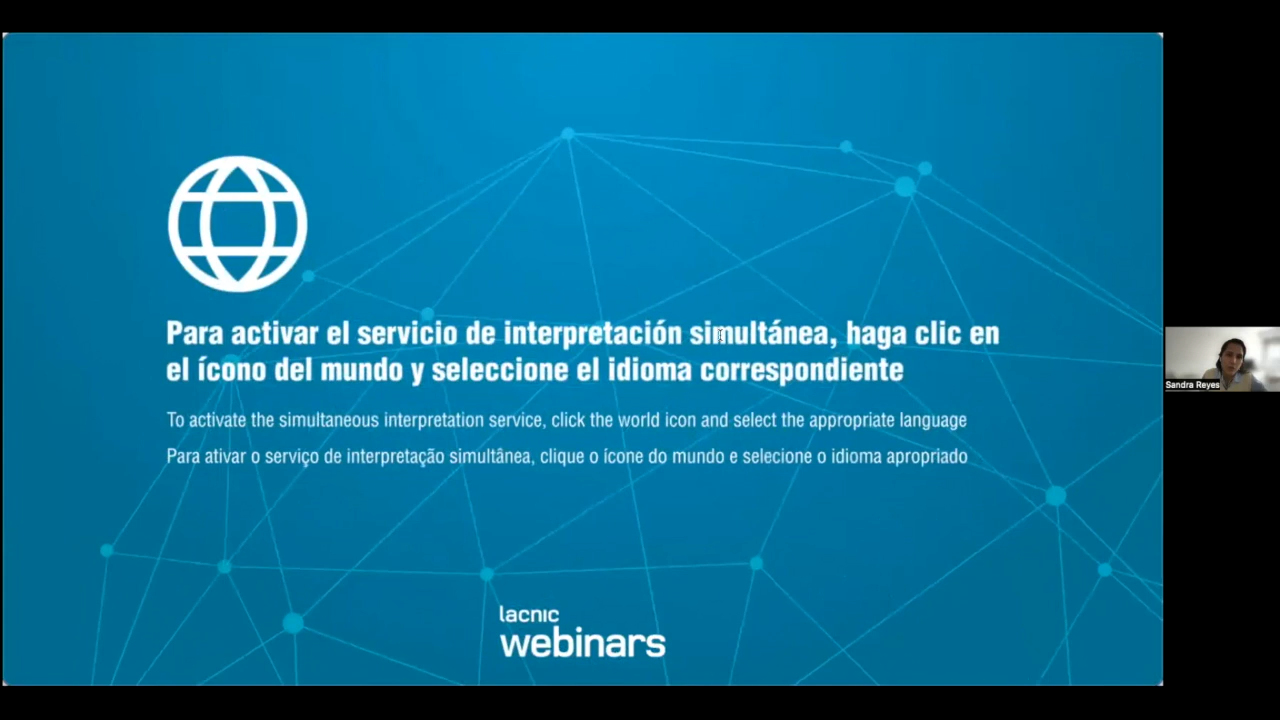 Para activar el servicio de interpretación simultánea, haga clic en
el ícono del mundo y seleccione el idioma correspondiente
To activate the simultaneous interpretation service, click the world icon and select the appropriate language
Para ativar o serviço de interpretação simultânea, clique o ícone do mundo e selecione o idioma apropriado
lacnic
webinars
Sandra Reyes